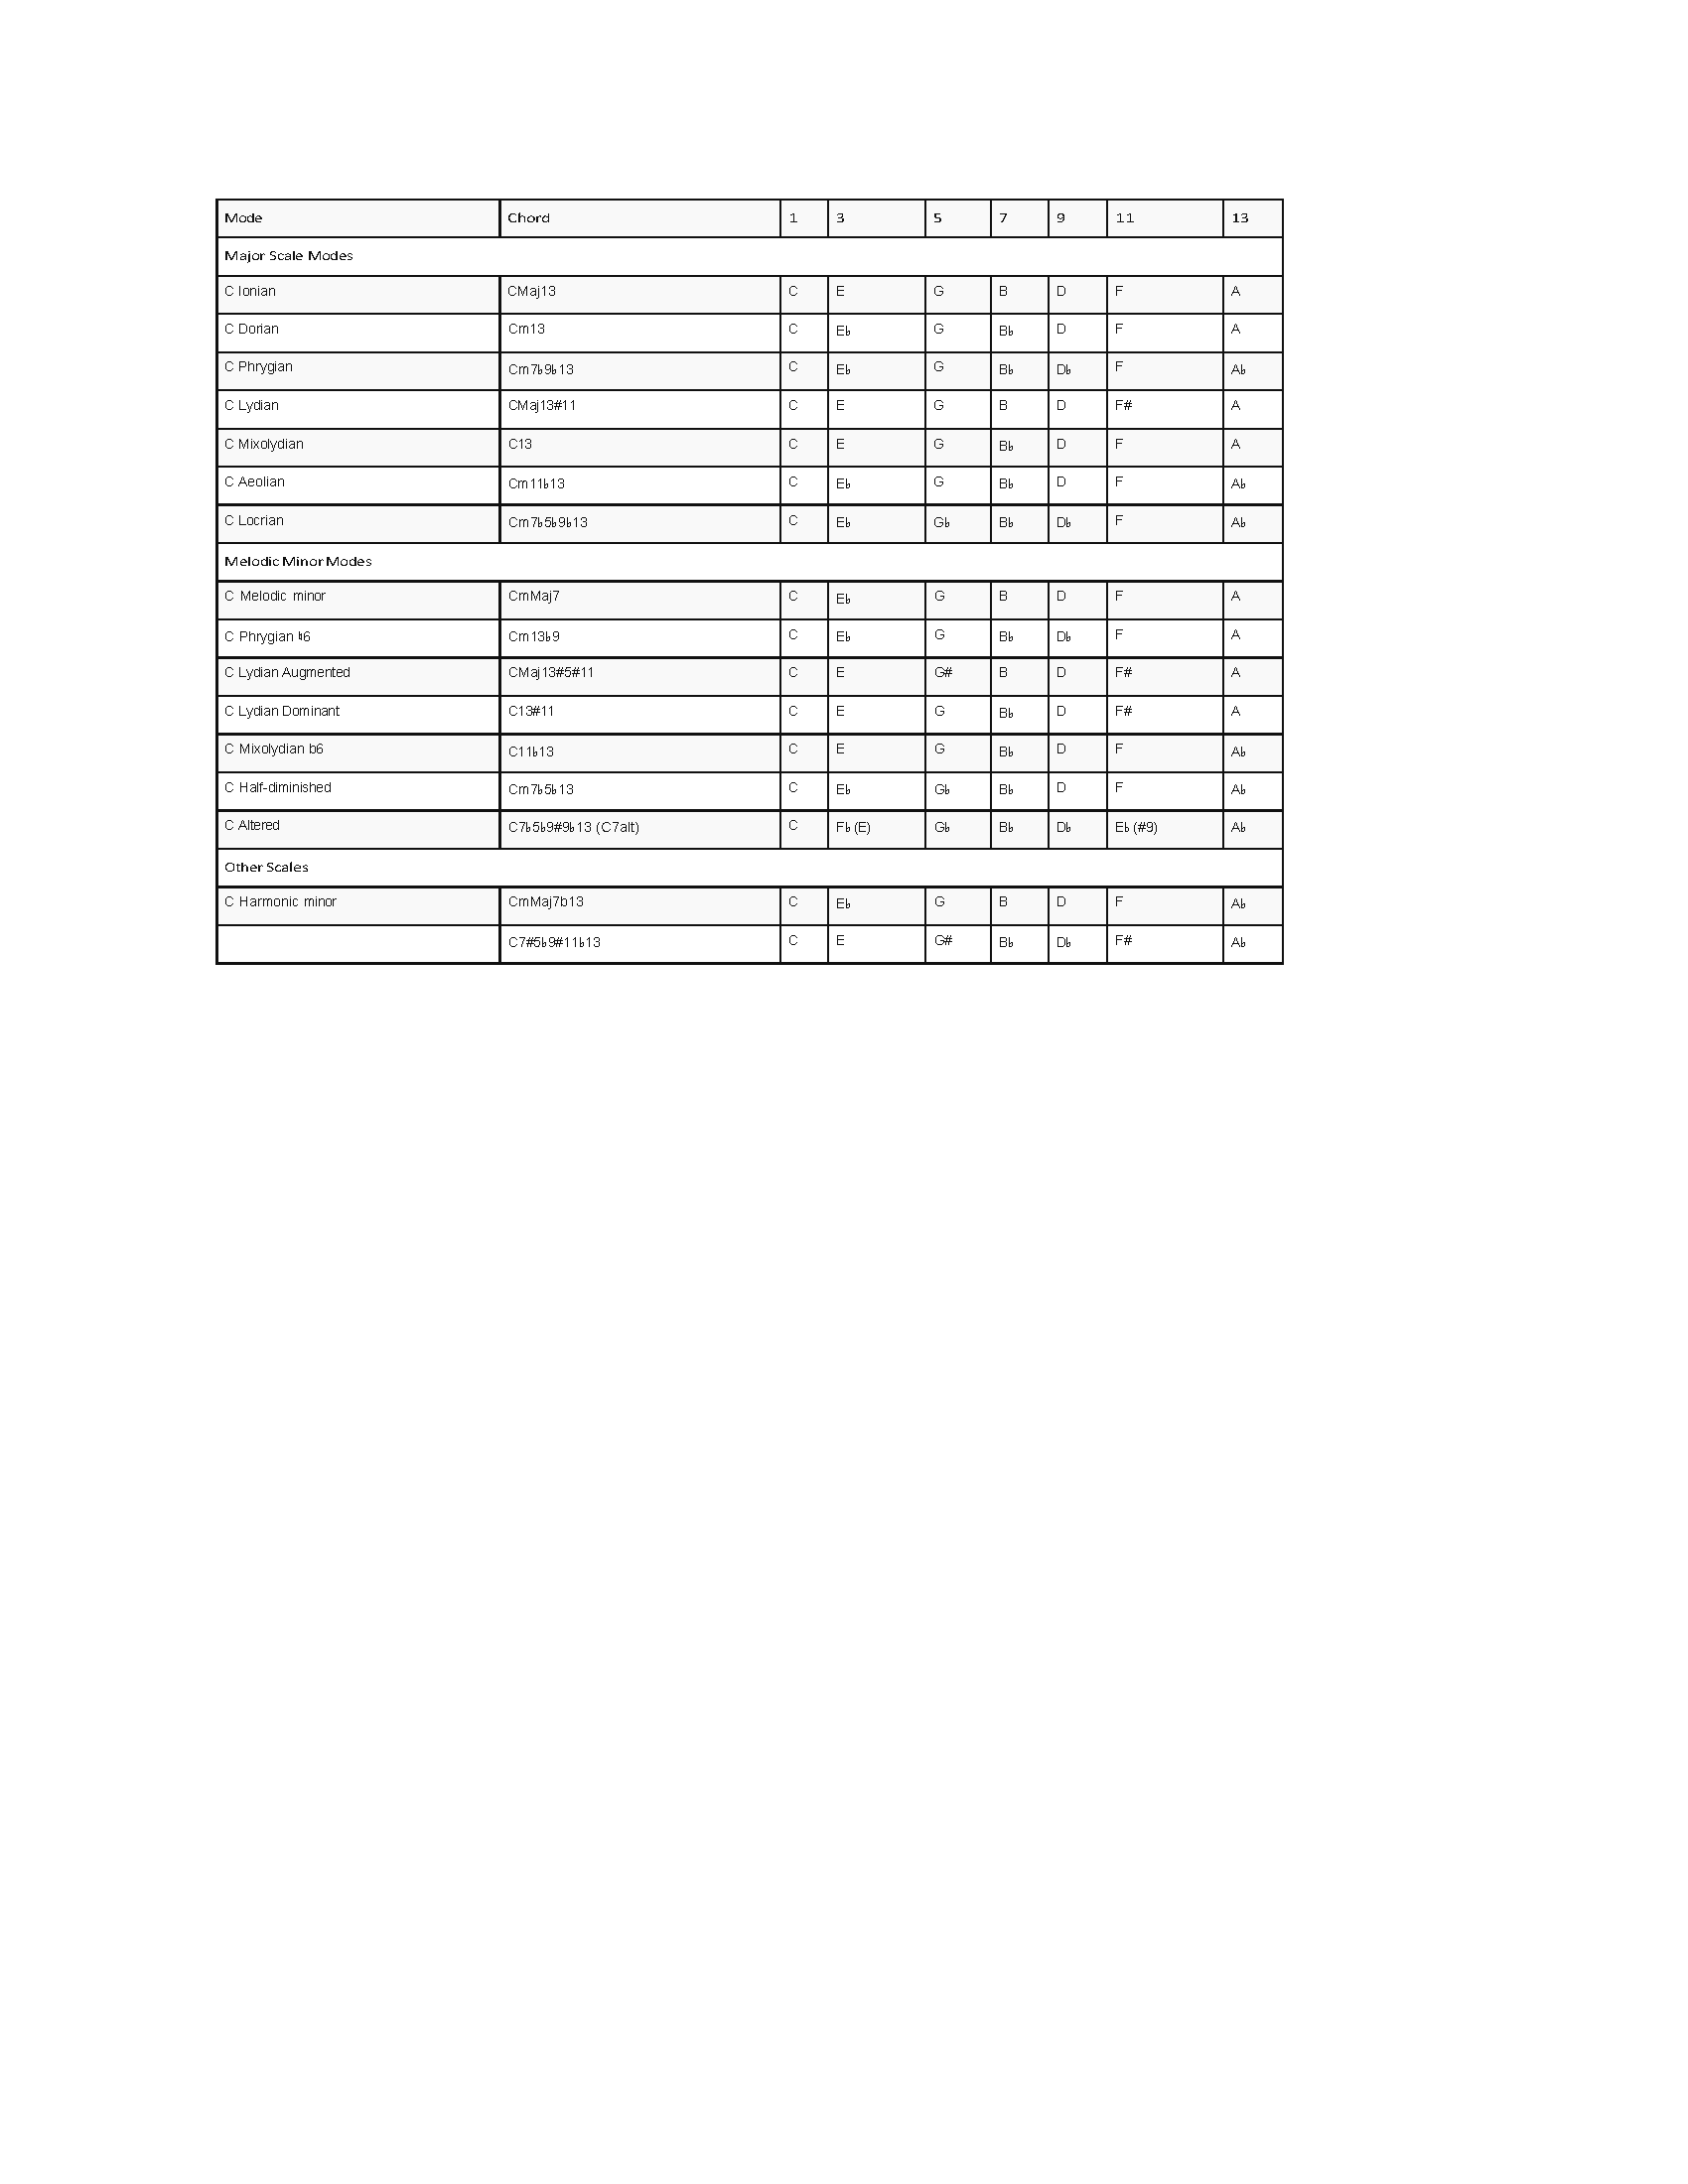 Mode Chord 1 3 5 7 9 11 13
Major Scale Modes
C Ionian CMaj13 C E G B D F A
C Dorian Cm13 C E♭ G B♭ D F A
C Phrygian Cm7♭9♭13 C E♭ G B♭ D♭ F A♭
C Lydian CMaj13#11 C E G B D F# A
C Mixolydian C13 C E G B♭ D F A
C Aeolian Cm11♭13 C E♭ G B♭ D F A♭
C Locrian Cm7♭5♭9♭13 C E♭ G♭ B♭ D♭ F A♭
Melodic Minor Modes
C Melodic minor CmMaj7 C E♭ G B D F A
C Phrygian ♮6 Cm13♭9 C E♭ G B♭ D♭ F A
C Lydian Augmented CMaj13#5#11 C E G# B D F# A
C Lydian Dominant C13#11 C E G B♭ D F# A
C Mixolydian b6 C11♭13 C E G B♭ D F A♭
C Half-diminished Cm7♭5♭13 C E♭ G♭ B♭ D F A♭
C Altered C7♭5♭9#9♭13 (C7alt) C F♭ (E) G♭ B♭ D♭ E♭ (#9) A♭
Other Scales
C Harmonic minor CmMaj7b13 C E♭ G B D F A♭
C7#5♭9#11♭13 C E G# B♭ D♭ F# A♭